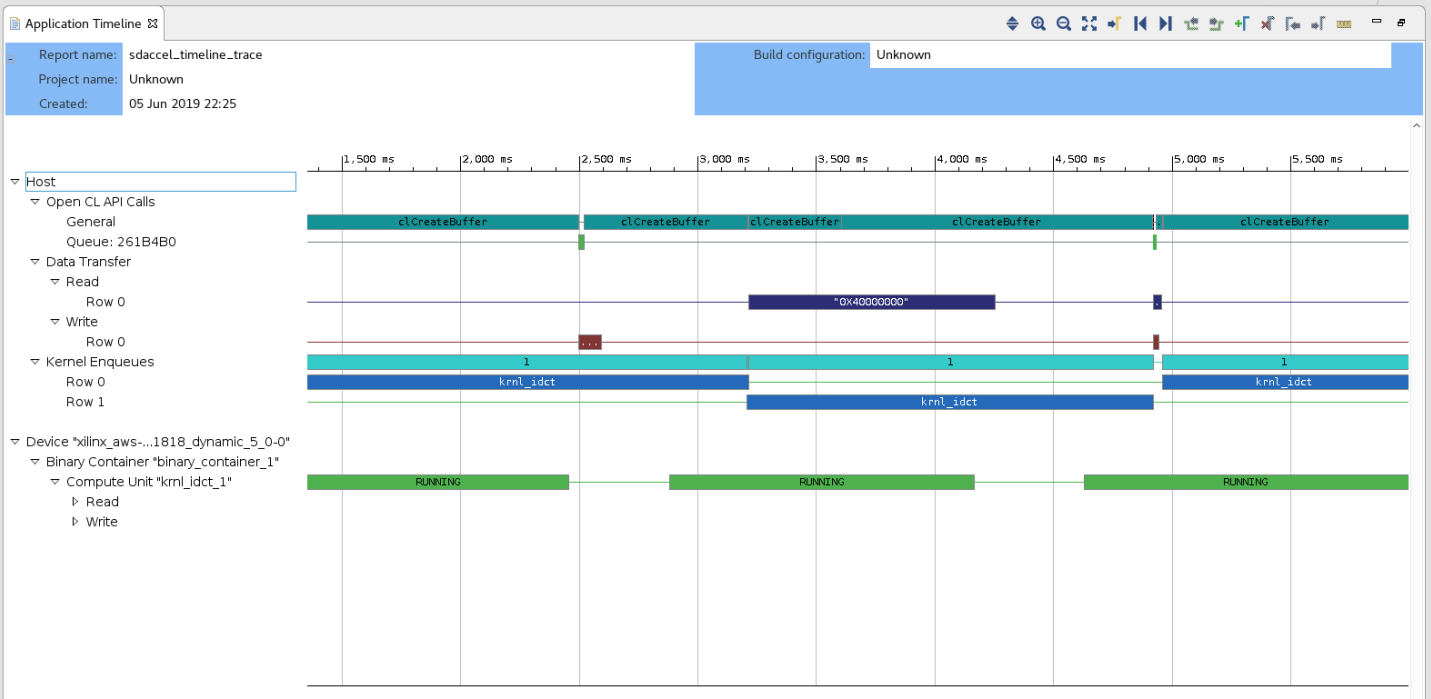 Application Timeline
Report name: sdaccel_timeline_trace Build configuration: Unknown
Project name: Unknown
Created: 05 Jun 2019 22:25
1,500 ms 2,000 ms 2,500 ms 3,000 ms 3,500 ms 4,000 ms 4,500 ms 5,000 ms 5,500 ms
Host
Open CL API Calls
General clCreateBuffer clCreateBuffer clCreateBuffer clCreateBuffer clCreateBuffer
Queue: 261B4B0
Data Transfer
Read
Row 0 "0X40000000" .
Write
Row 0 ...
Kernel Enqueues 1 1 1
Row 0 krnl_idct krnl_idct
Row 1 krnl_idct
Device "xilinx_aws-...1818_dynamic_5_0-0"
Binary Container "binary_container_1"
Compute Unit "krnl_idct_1" RUNNING RUNNING RUNNING
Read
Write